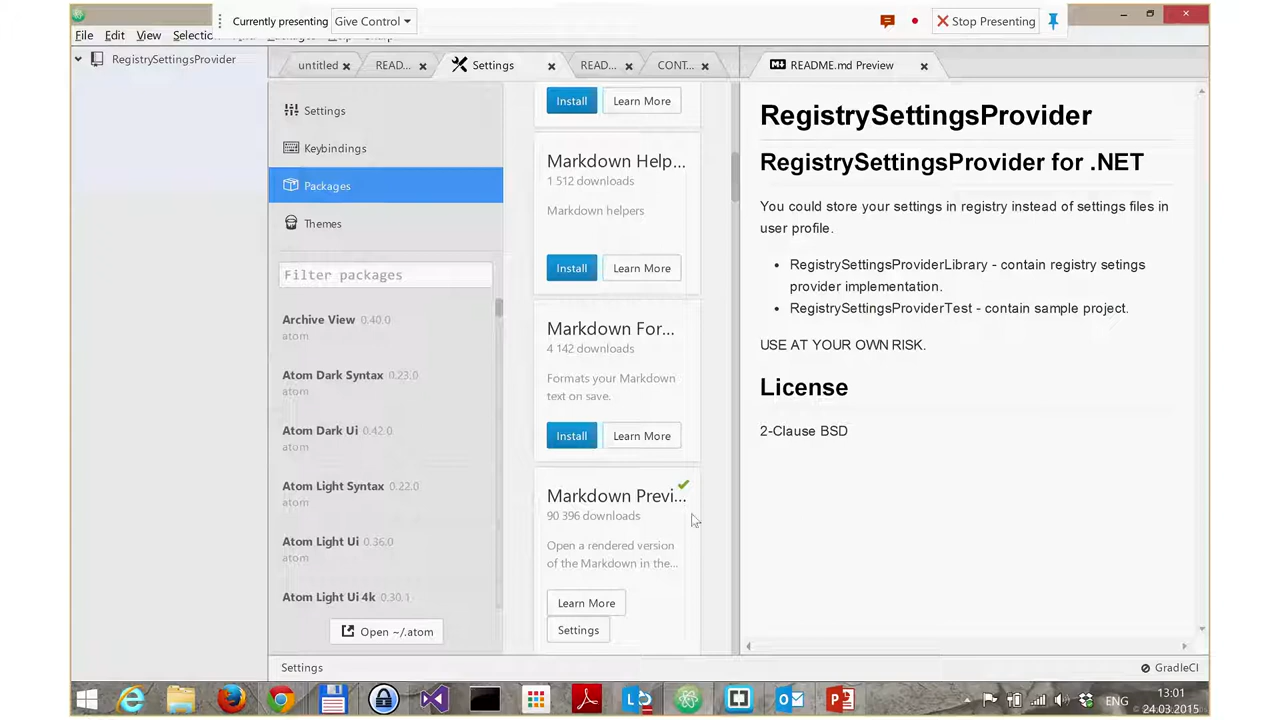 Currently presenting
Give Control
Stop Presenting
File Edit View Selectio
RegistrySettingsProvider
untitled
READ...
Settings
READ...
CONT...
README.md Preview
Settings
Keybindings
Packages
Themes
Filter packages
Archive View 0.40.0
atom
Atom Dark Syntax 0.23.0
atom
Atom Dark Ui 0.42.0
atom
Atom Light Syntax 0.22.0
atom
Atom Light Ui 0.36.0
atom
Atom Light Ui 4k 0.30.1
Open ~/.atom
Install Learn More
Markdown Help...
1 512 downloads
Markdown helpers
Install Learn More
Markdown For...
4 142 downloads
Formats your Markdown
text on save.
Install Learn More
Markdown Previ...
90 396 downloads
Open a rendered version
of the Markdown in the...
Learn More
Settings
RegistrySettingsProvider
RegistrySettingsProvider for .NET
You could store your settings in registry instead of settings files in
user profile.
• RegistrySettingsProviderLibrary - contain registry setings
provider implementation.
• RegistrySettingsProviderTest - contain sample project.
USE AT YOUR OWN RISK.
License
2-Clause BSD
Settings
GradleCI
ENG
13:01
24.03.2015